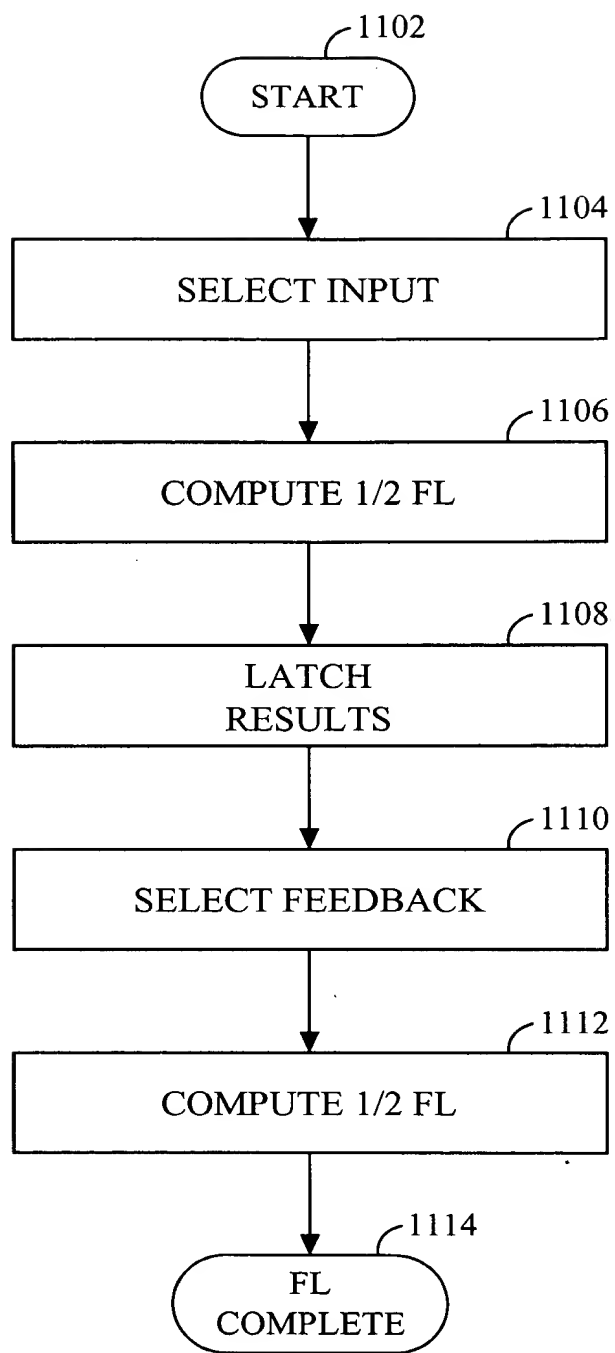 1102
START
1104
SELECT INPUT
1106
COMPUTE 1/2 FL
1108
LATCH
RESULTS
1110
SELECT FEEDBACK
1112
COMPUTE 1/2 FL
1114
FL
COMPLETE